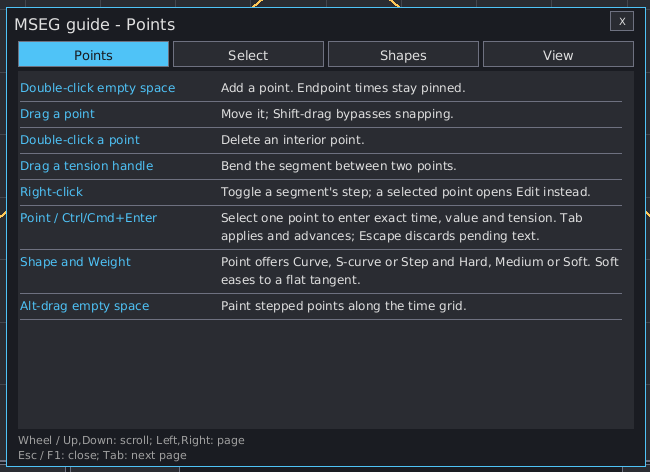 MSEG guide - Points
X
Points
Select
Shapes
View
Double-click empty space
Add a point. Endpoint times stay pinned.
Drag a point
Move it; Shift-drag bypasses snapping.
Double-click a point
Delete an interior point.
Drag a tension handle
Bend the segment between two points.
Right-click
Toggle a segment's step; a selected point opens Edit instead.
Point / Ctrl/Cmd+Enter
Select one point to enter exact time, value and tension. Tab
applies and advances; Escape discards pending text.
Shape and Weight
Point offers Curve, S-curve or Step and Hard, Medium or Soft. Soft
eases to a flat tangent.
Alt-drag empty space
Paint stepped points along the time grid.
Wheel / Up,Down: scroll; Left,Right: page
Esc / F1: close; Tab: next page